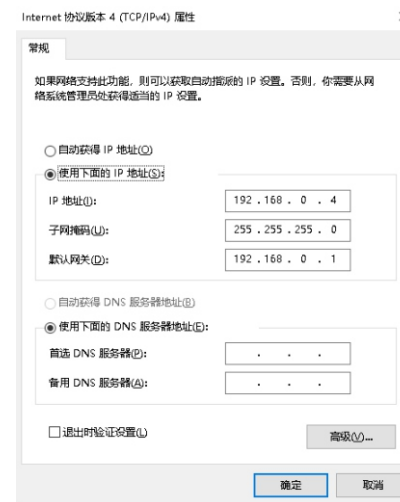 Internet 协议版本 4 (TCP/IPv4) 属性
常规
如果网络支持此功能，则可以获取自动指派的 IP 设置。否则，你需要从网
络系统管理员处获得适当的 IP 设置。
自动获得 IP 地址(O)
使用下面的 IP 地址(S):
IP 地址(I): 192 . 168 . 0 . 4
子网掩码(U): 255 . 255 . 255 . 0
默认网关(D): 192 . 168 . 0 . 1
自动获得 DNS 服务器地址(B)
使用下面的 DNS 服务器地址(E):
首选 DNS 服务器(P): . . .
备用 DNS 服务器(A): . . .
退出时验证设置(L)
高级(V)...
确定 取消